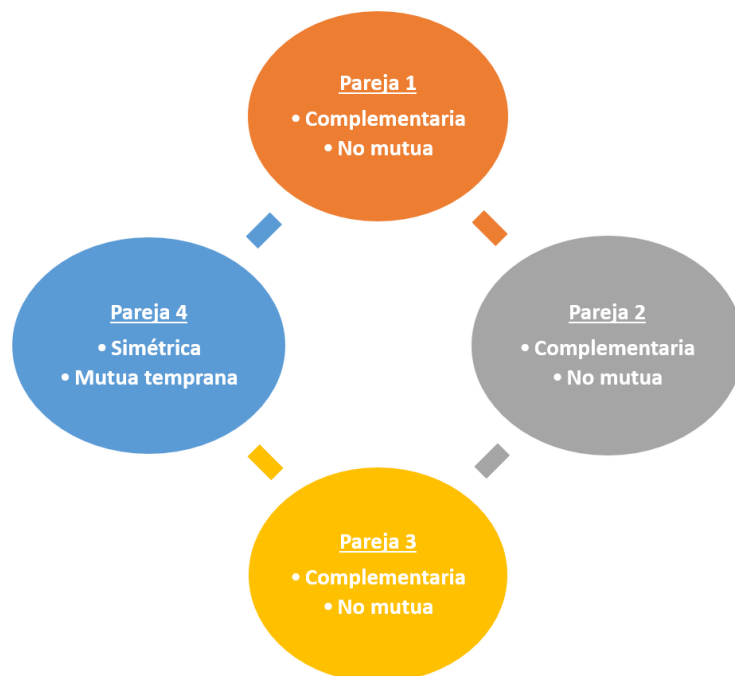 Pareja 1
• Complementaria
• No mutua
Pareja 2
• Complementaria
• No mutua
Pareja 3
• Complementaria
• No mutua
Pareja 4
• Simétrica
• Mutua temprana